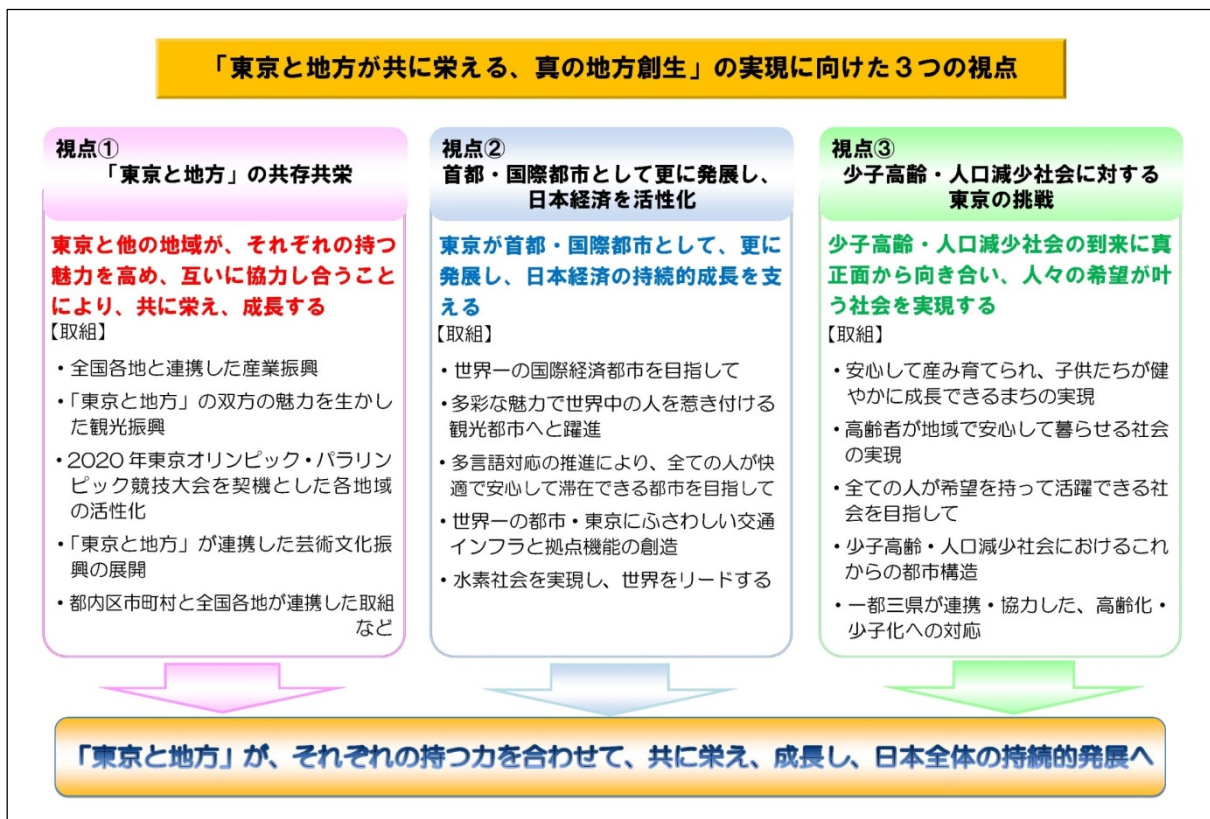 「東京と地方が共に栄える、真の地方創生」の実現に向けた3つの視点
視点①
「東京と地方」の共存共栄
東京と他の地域が、それぞれの持つ
魅力を高め、互いに協力し合うこと
により、共に栄え、成長する
【取組】
・全国各地と連携した産業振興
・「東京と地方」の双方の魅力を生かし
た観光振興
・2020年東京オリンピック・パラリン
ピック競技大会を契機とした各地域
の活性化
・「東京と地方」が連携した芸術文化振
興の展開
・都内区市町村と全国各地が連携した取組
など
視点②
首都・国際都市として更に発展し、
日本経済を活性化
東京が首都・国際都市として、更に
発展し、日本経済の持続的成長を支
える
【取組】
・世界一の国際経済都市を目指して
・多彩な魅力で世界中の人を惹き付ける
観光都市へと躍進
・多言語対応の推進により、全ての人が快
適で安心して滞在できる都市を目指して
・世界一の都市・東京にふさわしい交通
インフラと拠点機能の創造
・水素社会を実現し、世界をリードする
視点③
少子高齢・人口減少社会に対する
東京の挑戦
少子高齢・人口減少社会の到来に真
正面から向き合い、人々の希望が叶
う社会を実現する
【取組】
・安心して産み育てられ、子供たちが健
やかに成長できるまちの実現
・高齢者が地域で安心して暮らせる社会
の実現
・全ての人が希望を持って活躍できる社
会を目指して
・少子高齢・人口減少社会におけるこれ
からの都市構造
・一都三県が連携・協力した、高齢化・
少子化への対応
「東京と地方」が、それぞれの持つ力を合わせて、共に栄え、成長し、日本全体の持続的発展へ